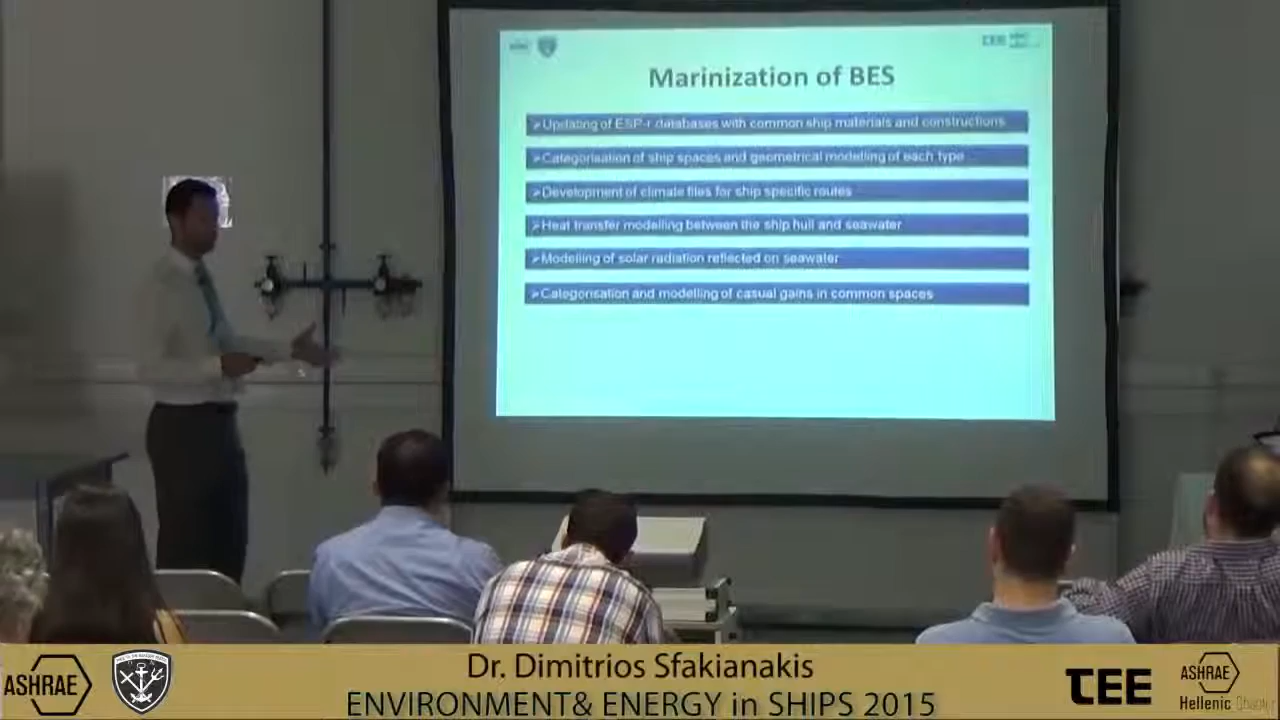 TEE
Marinization of BES
➢Updating of ESP-r databases with common ship materials and constructions
➢Categorisation of ship spaces and geometrical modelling of each type
➢Development of climate files for ship specific routes
➢Heat transfer modelling between the ship hull and seawater
➢Modelling of solar radiation reflected on seawater
➢Categorisation and modelling of casual gains in common spaces
ASHRAE
Dr. Dimitrios Sfakianakis
ENVIRONMENT& ENERGY in SHIPS 2015
TEE
ASHRAE
Hellenic Chapter